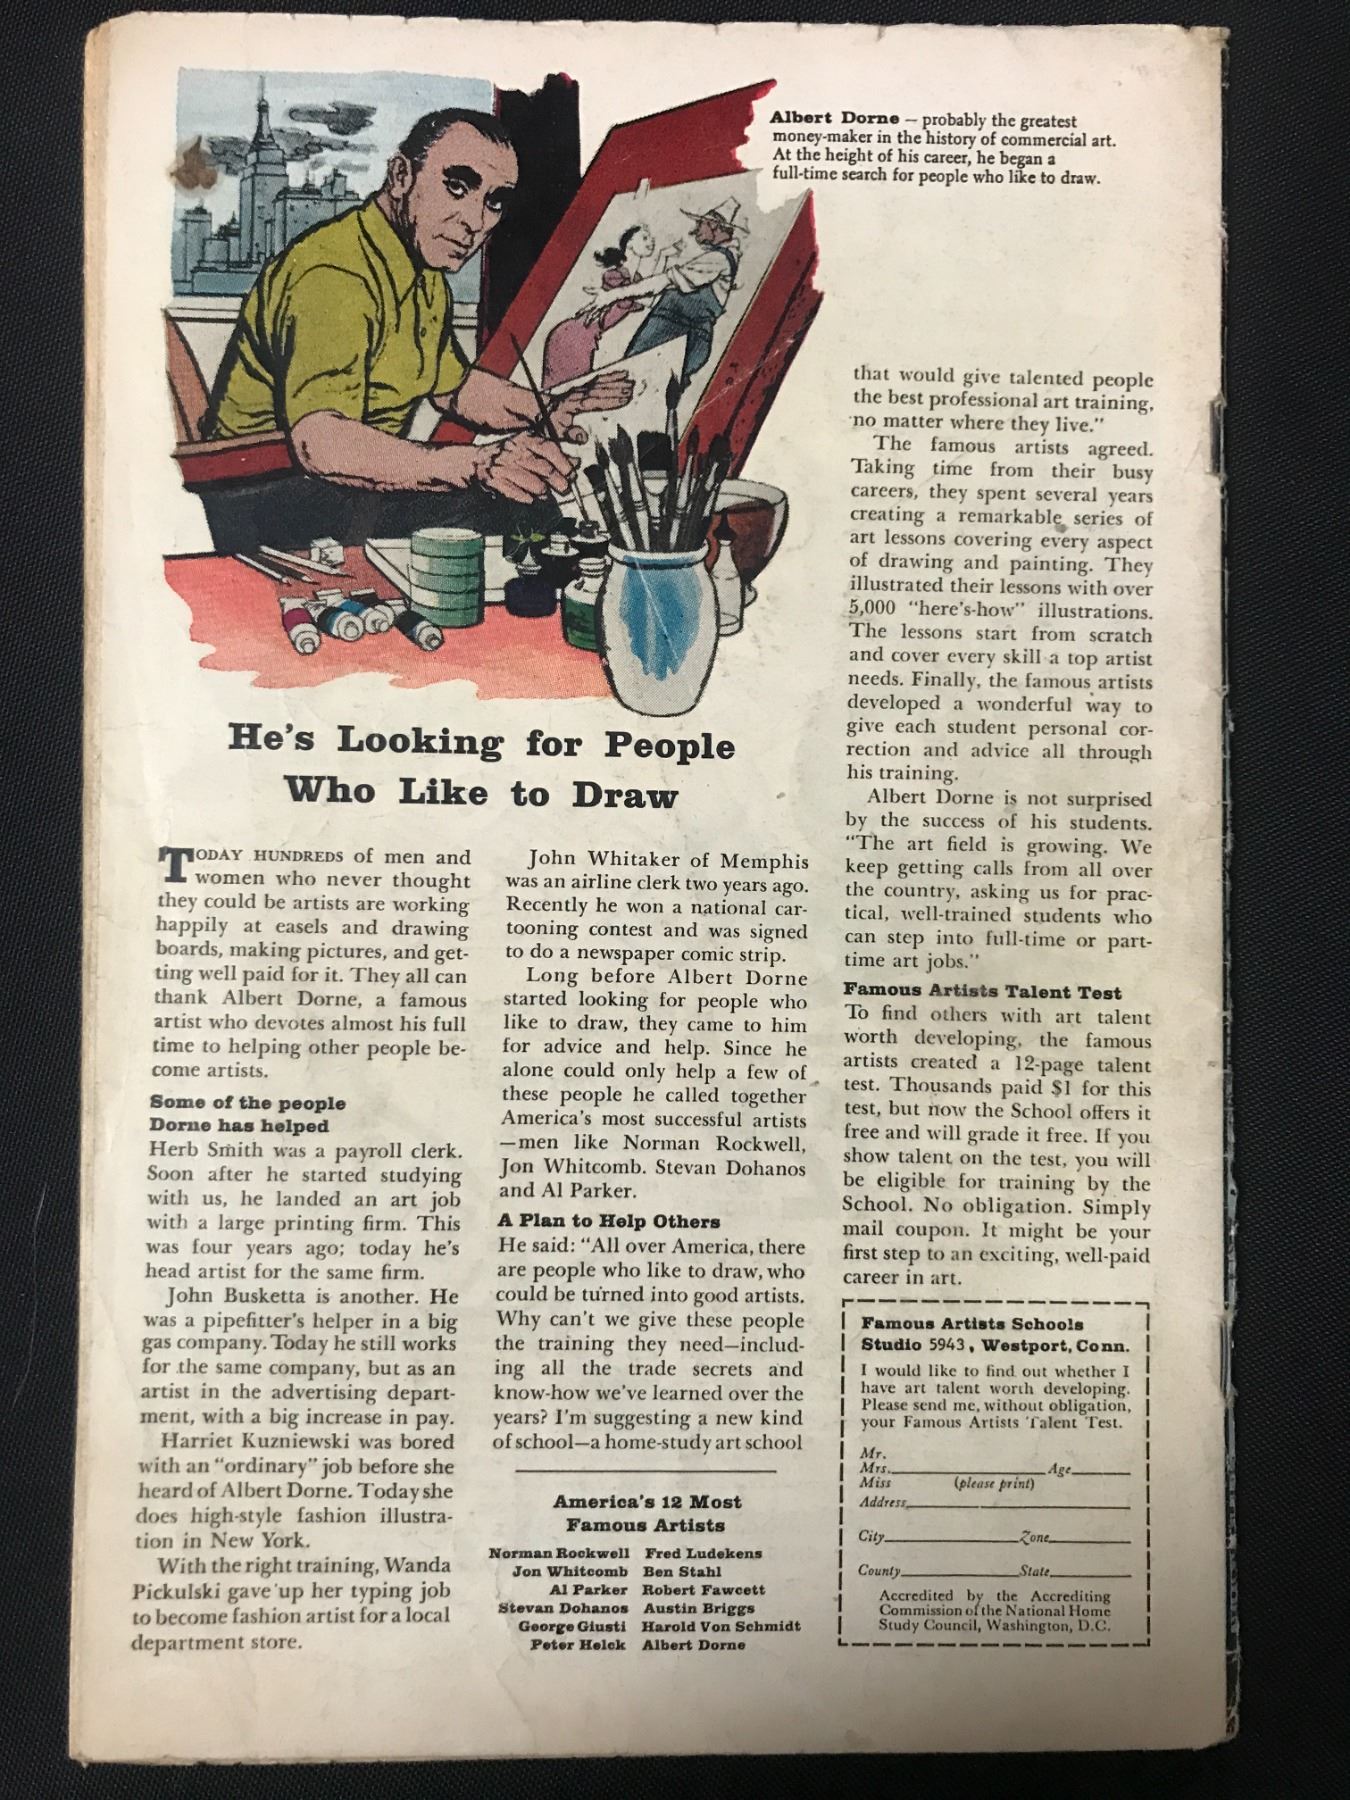 Albert Dorne — probably the greatest
money-maker in the history of commercial art.
At the height of his career, he began a
full-time search for people who like to draw.
He's Looking for People
Who Like to Draw
TODAY HUNDREDS of men and
women who never thought
they could be artists are working
happily at easels and drawing
boards, making pictures, and get-
ting well paid for it. They all can
thank Albert Dorne, a famous
artist who devotes almost his full
time to helping other people be-
come artists.
Some of the people
Dorne has helped
Herb Smith was a payroll clerk.
Soon after he started studying
with us, he landed an art job
with a large printing firm. This
was four years ago; today he's
head artist for the same firm.
John Busketta is another. He
was a pipefitter's helper in a big
gas company. Today he still works
for the same company, but as an
artist in the advertising depart-
ment, with a big increase in pay.
Harriet Kuzniewski was bored
with an "ordinary" job before she
heard of Albert Dorne. Today she
does high-style fashion illustra-
tion in New York.
With the right training, Wanda
Pickulski gave up her typing job
to become fashion artist for a local
department store.
John Whitaker of Memphis
was an airline clerk two years ago.
Recently he won a national car-
tooning contest and was signed
to do a newspaper comic strip.
Long before Albert Dorne
started looking for people who
like to draw, they came to him
for advice and help. Since he
alone could only help a few of
these people he called together
America's most successful artists
—men like Norman Rockwell,
Jon Whitcomb. Stevan Dohanos
and Al Parker.
A Plan to Help Others
He said: "All over America, there
are people who like to draw, who
could be turned into good artists.
Why can't we give these people
the training they need—includ-
ing all the trade secrets and
know-how we've learned over the
years? I'm suggesting a new kind
of school—a home-study art school
that would give talented people
the best professional art training,
no matter where they live."
The famous artists agreed.
Taking time from their busy
careers, they spent several years
creating a remarkable series of
art lessons covering every aspect
of drawing and painting. They
illustrated their lessons with over
5,000 "here's-how" illustrations.
The lessons start from scratch
and cover every skill a top artist
needs. Finally, the famous artists
developed a wonderful way to
give each student personal cor-
rection and advice all through
his training.
Albert Dorne is not surprised
by the success of his students.
"The art field is growing. We
keep getting calls from all over
the country, asking us for prac-
tical, well-trained students who
can step into full-time or part-
time art jobs."
Famous Artists Talent Test
To find others with art talent
worth developing, the famous
artists created a 12-page talent
test. Thousands paid $1 for this
test, but now the School offers it
free and will grade it free. If you
show talent on the test, you will
be eligible for training by the
School. No obligation. Simply
mail coupon. It might be your
first step to an exciting, well-paid
career in art.
America's 12 Most
Famous Artists
Norman Rockwell Fred Ludekens
Jon Whitcomb Ben Stahl
Al Parker Robert Fawcett
Stevan Dohanos Austin Briggs
George Giusti Harold Von Schmidt
Peter Helck Albert Dorne
Famous Artists Schools
Studio 5943, Westport, Conn.
I would like to find out whether I
have art talent worth developing.
Please send me, without obligation,
your Famous Artists Talent Test.
Mr.
Mrs. Age
Miss (please print)
Address
City Zone
County State
Accredited by the Accrediting
Commission of the National Home
Study Council, Washington, D.C.